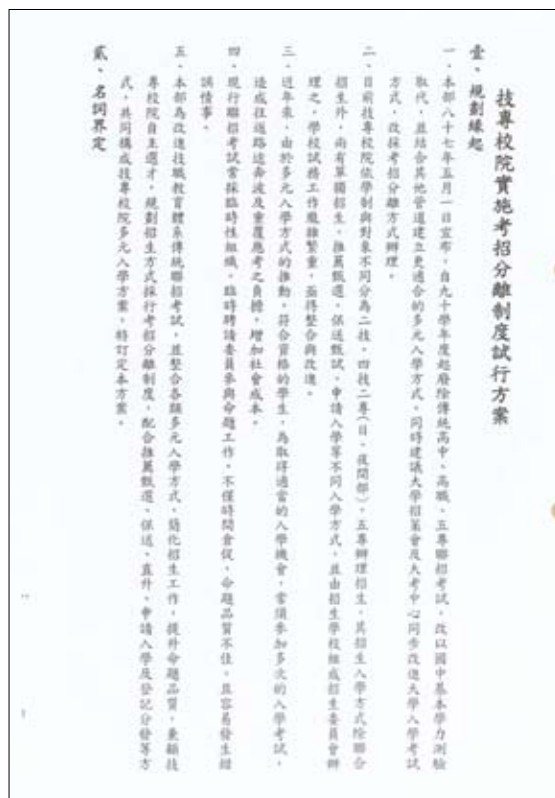 技專校院實施考招分離制度試行方案
壹、規劃緣起
一、本部八十七年五月一日宣布，自九十學年度起廢除傳統高中、高職、五專聯招考試，改以國中基本學力測驗
取代，並結合其他管道建立更適合的多元入學方式，同時建議大學招策會及大考中心同步改進大學入學考試
方式，改採考招分離方式辦理。
二、目前技專校院依學制與對象不同分為二技、四技二專（日、夜間部）、五專辦理招生，其招生入學方式除聯合
招生外，尚有單獨招生、推薦甄選、保送甄試、申請入學等不同入學方式，並由招生學校組成招生委員會辦
理之，學校試務工作龐雜繁重，亟得整合與改進。
三、近年來，由於多元入學方式的推動，符合資格的學生，為取得適當的入學機會，常須參加多次的入學考試，
造成往返路途奔波及重覆應考之負擔，增加社會成本。
四、現行聯招考試常採臨時性組織，臨時聘請委員參與命題工作，不僅時間倉促，命題品質不佳，且容易發生錯
誤情事。
五、本部為改進技職教育體系傳統聯招考試，並整合各類多元入學方式，簡化招生工作，提升命題品質，兼顧技
專校院自主選才，規劃招生方式採行考招分離制度，配合推薦甄選、保送、直升、申請入學及登記分發等方
式，共同構成技專校院多元入學方案，特訂定本方案。
貳、名詞界定